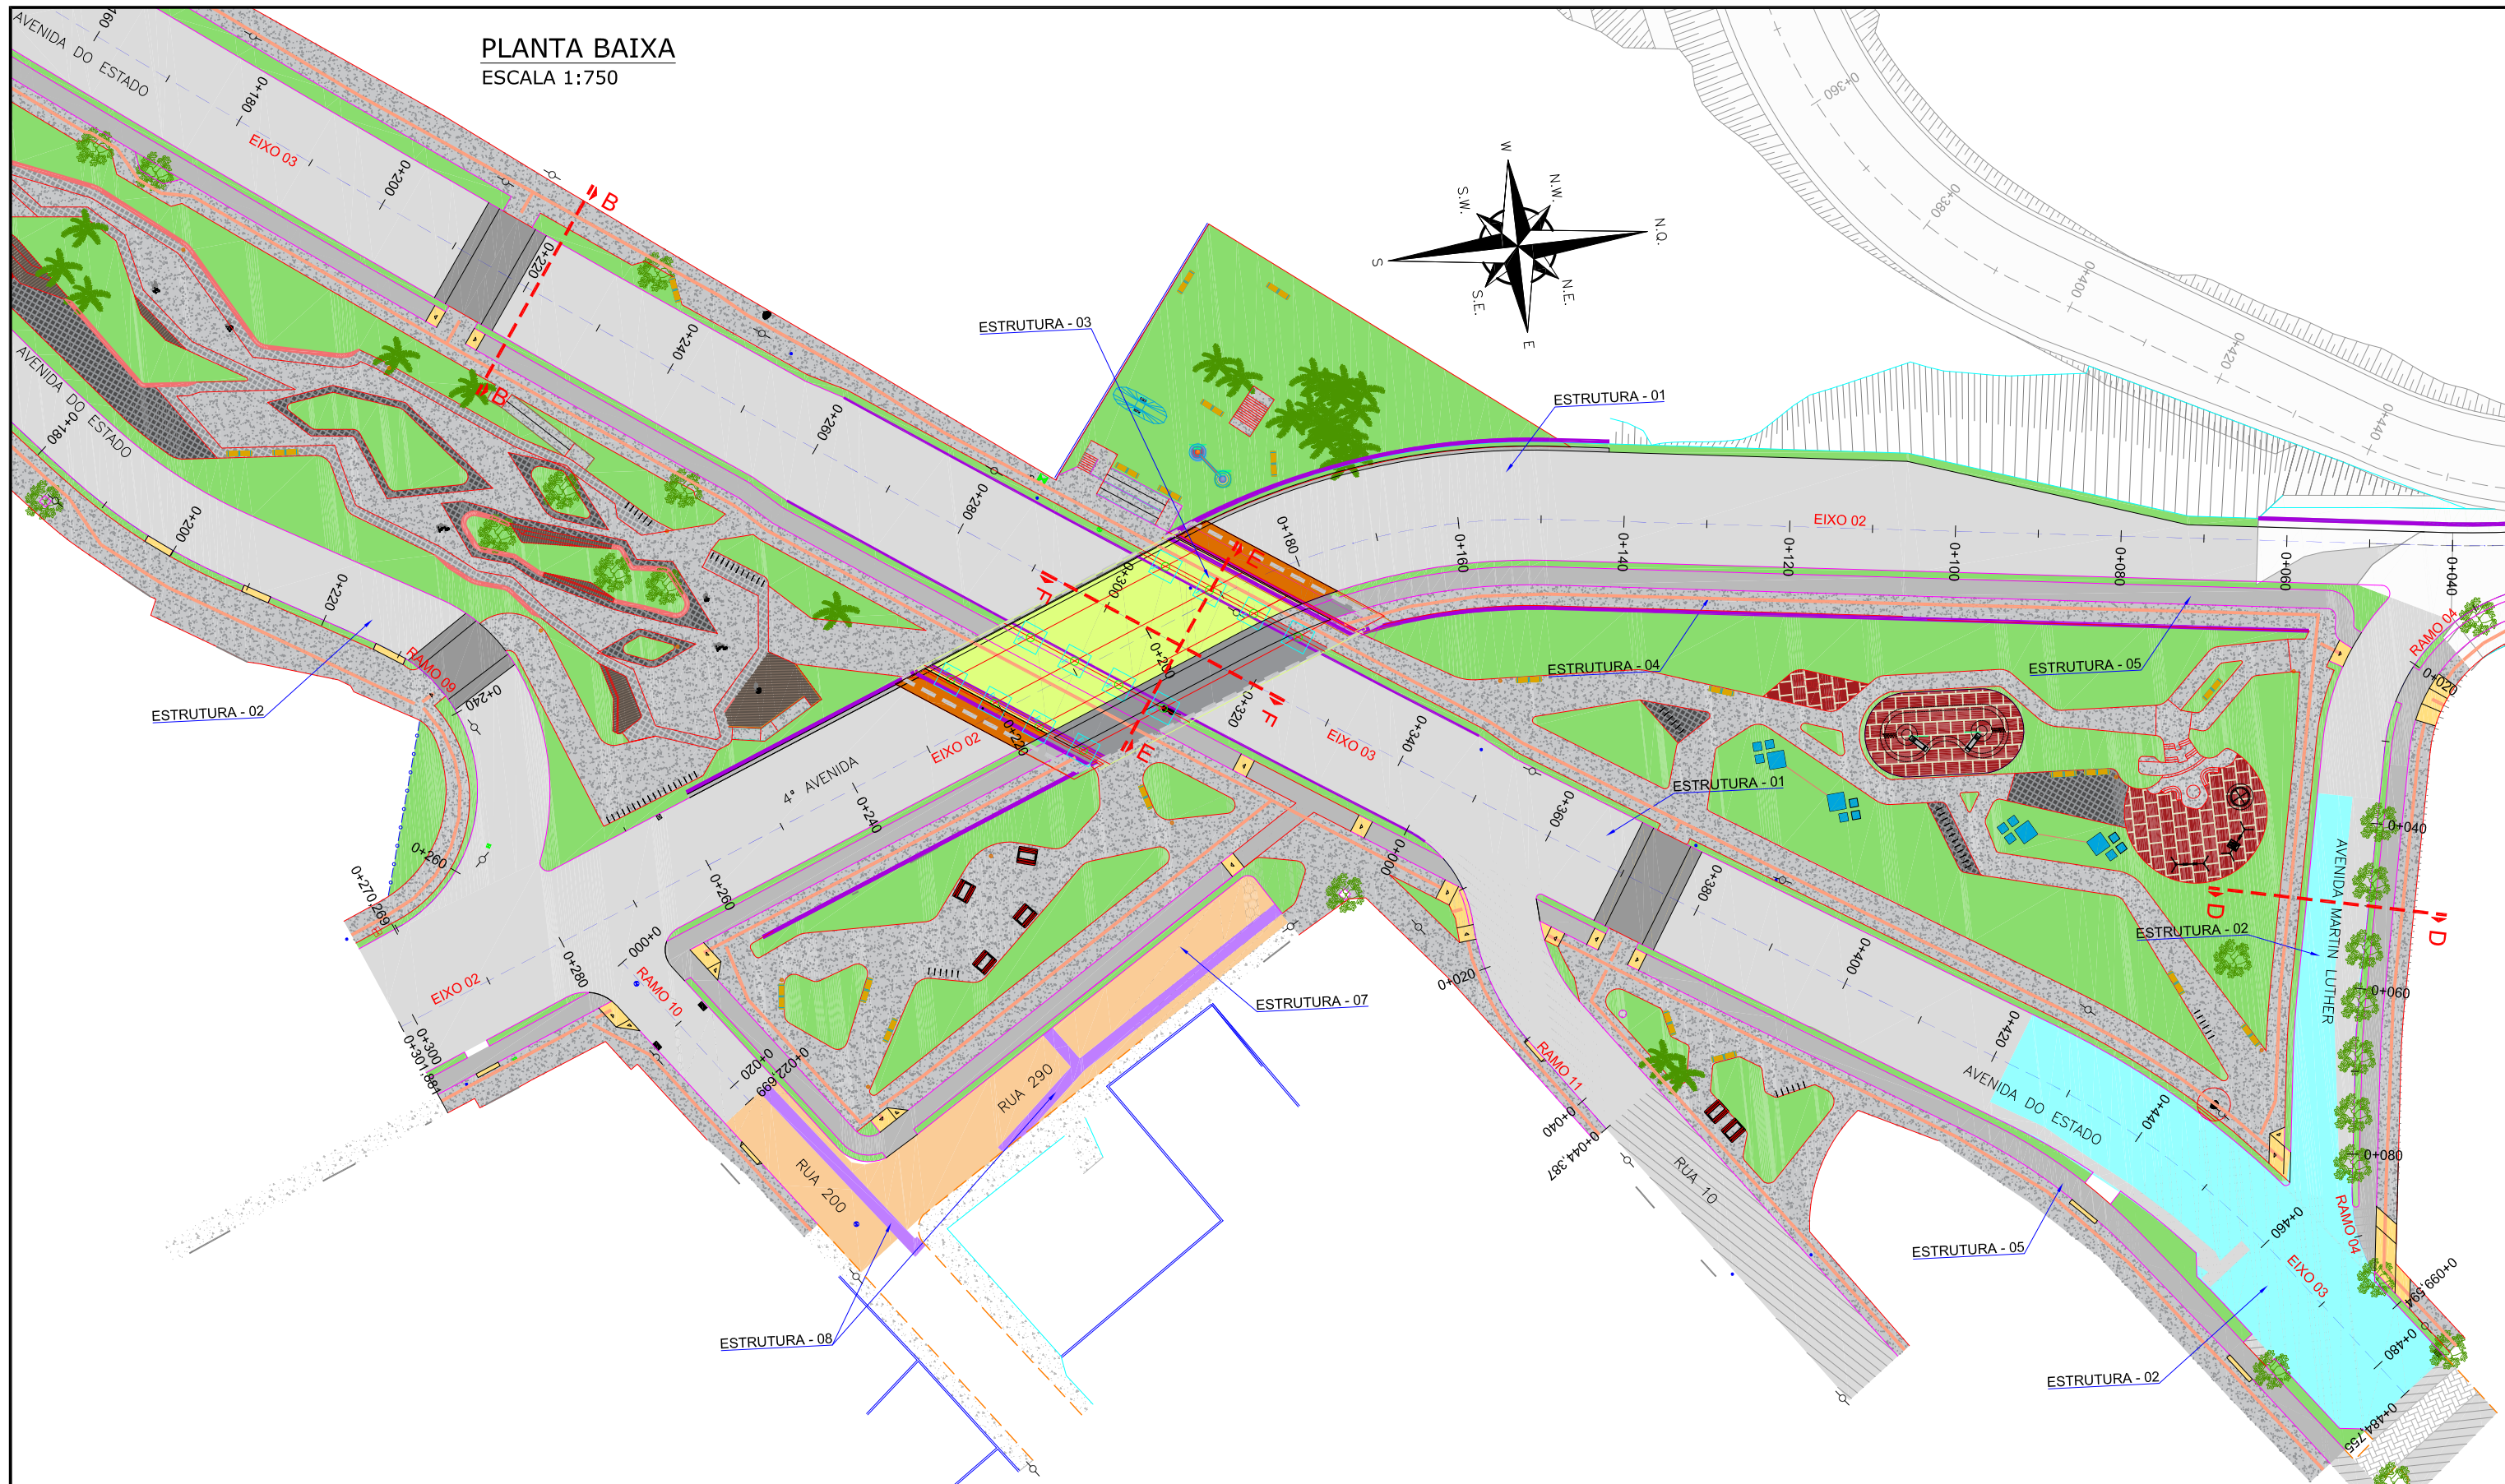 PLANTA BAIXA
ESCALA 1:750
AVENIDA DO ESTADO
0+160
0+180
EIXO 03
0+200
B
B
0+220
0+240
0+260
0+280
0+300
AVENIDA DO ESTADO
0+180
0+200
0+220
RAMO 09
0+240
0+260
0+270,269
ESTRUTURA - 02
W
N.W.
N.Q.
N.E.
E
S.E.
S
S.W.
ESTRUTURA - 03
ESTRUTURA - 01
0+360
0+380
0+400
0+420
0+440
0+180
0+160
0+140
0+120
0+100
0+080
0+060
0+040
EIXO 02
E
E
F
F
0+200
0+220
EIXO 02
4ª AVENIDA
0+240
0+260
0+280
EIXO 02
0+300
0+301,881
0+320
EIXO 03
0+340
0+360
0+380
0+400
0+420
0+440
0+460
EIXO 03
0+480
0+484,755
ESTRUTURA - 04
ESTRUTURA - 05
ESTRUTURA - 01
RAMO 04
0+020
0+040
0+060
0+080
RAMO 04
0+099,594
AVENIDA MARTIN LUTHER
D
D
ESTRUTURA - 02
AVENIDA DO ESTADO
ESTRUTURA - 05
ESTRUTURA - 02
0+000
0+020
RAMO 11
0+040
0+044,387
RUA 10
0+000
RAMO 10
0+020
0+022,699
ESTRUTURA - 07
RUA 290
RUA 200
ESTRUTURA - 08